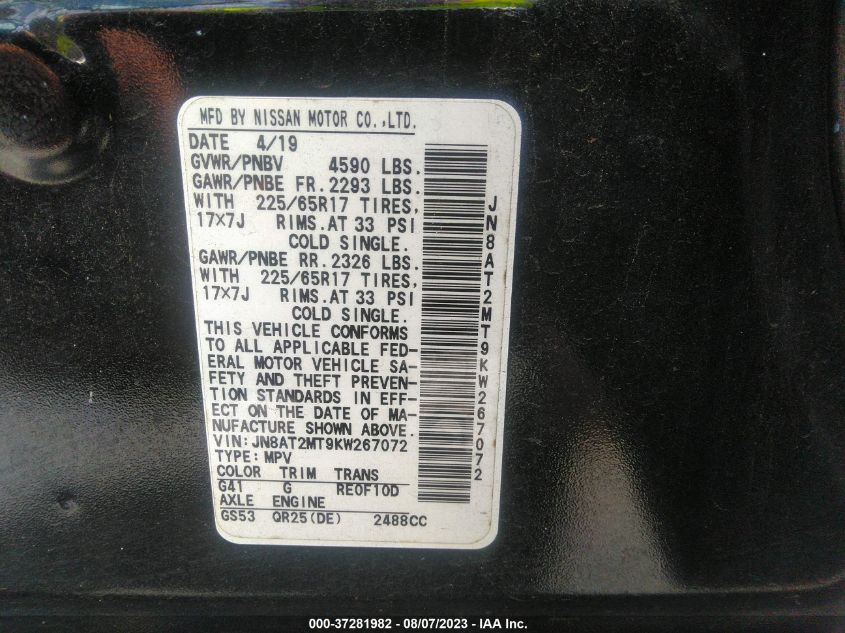 MFD BY NISSAN MOTOR CO.,LTD.
DATE 4/19
GVWR/PNBV 4590 LBS.
GAWR/PNBE FR.2293 LBS.
WITH 225/65R17 TIRES,
17×7J RIMS.AT 33 PSI
COLD SINGLE.
GAWR/PNBE RR.2326 LBS.
WITH 225/65R17 TIRES,
17×7J RIMS.AT 33 PSI
COLD SINGLE.
THIS VEHICLE CONFORMS
TO ALL APPLICABLE FED-
ERAL MOTOR VEHICLE SA-
FETY AND THEFT PREVEN-
TION STANDARDS IN EFF-
ECT ON THE DATE OF MA-
NUFACTURE SHOWN ABOVE.
VIN:JN8AT2MT9KW267072
TYPE:MPV
COLOR TRIM TRANS
G41 G RE0F10D
AXLE ENGINE
GS53 QR25(DE) 2488CC
JN8AT2MT9KW267072
000-37281982 - 08/07/2023 - IAA Inc.